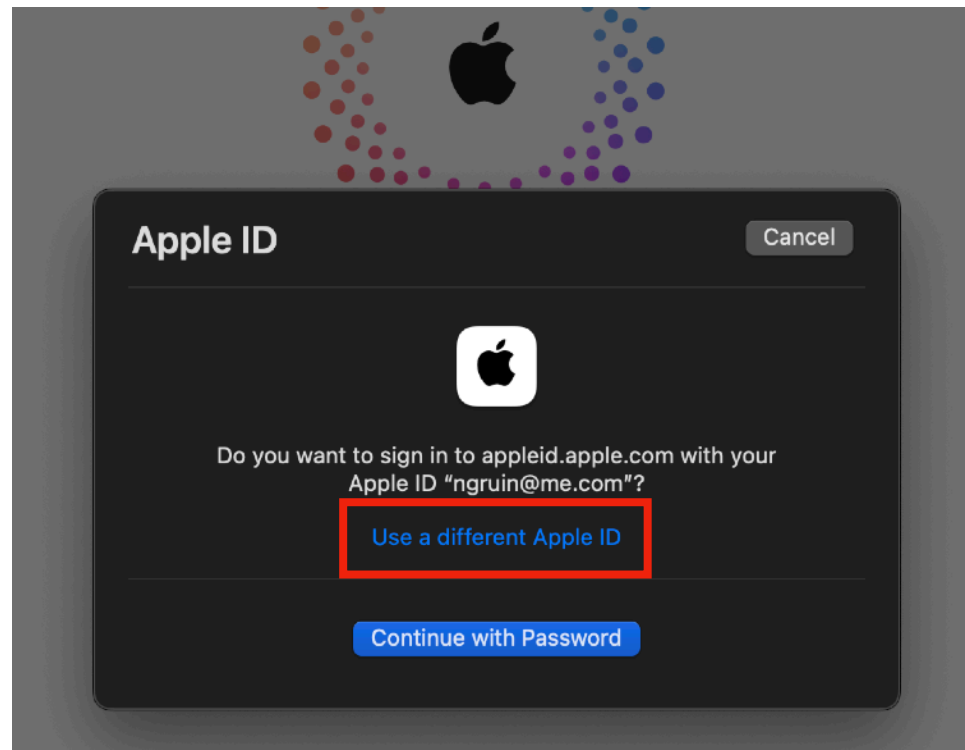 Apple ID
Cancel
Do you want to sign in to appleid.apple.com with your
Apple ID “ngruin@me.com”?
Use a different Apple ID
Continue with Password